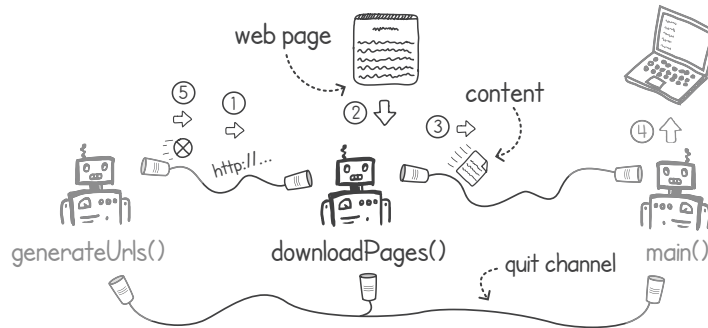 web page
⑤
①
②
③
content
④
http://...
generateUrls()
downloadPages()
main()
quit channel